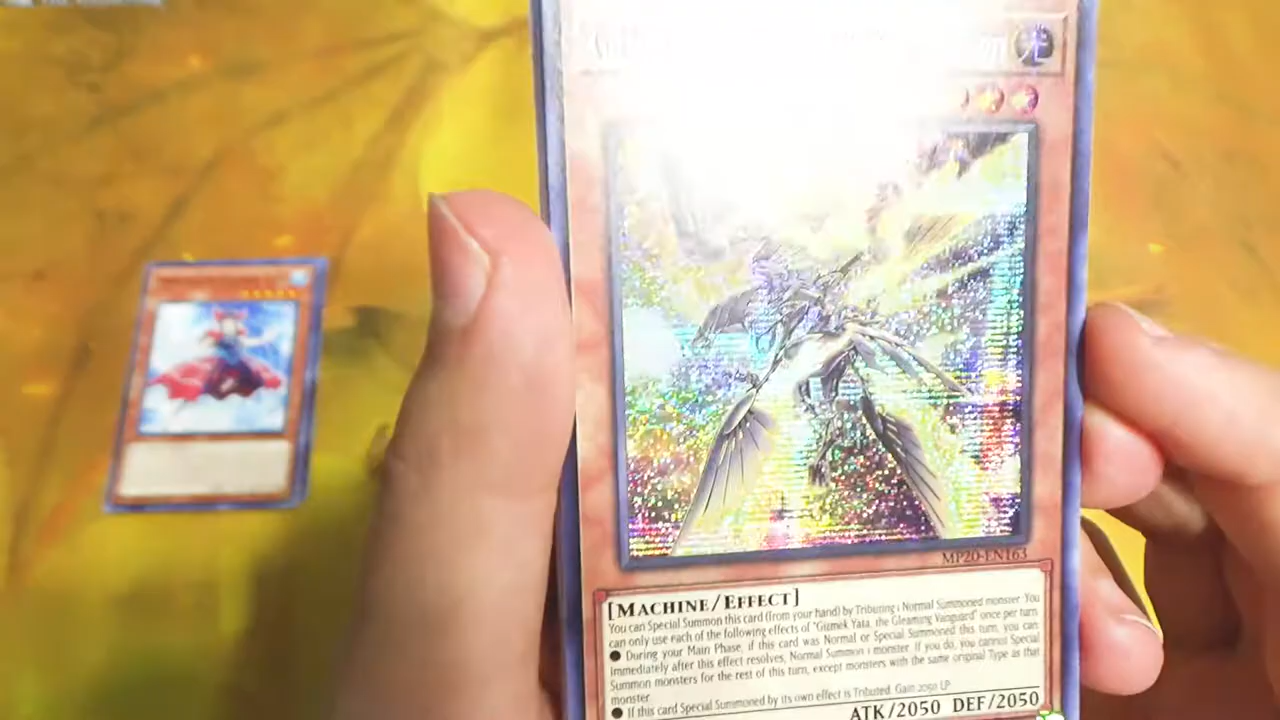 光
MP20-EN163
[MACHINE/EFFECT]
You can Special Summon this card (from your hand) by Tributing 1 Normal Summoned monster. You
can only use each of the following effects of "Gizmek Yata, the Gleaming Vanguard" once per turn.
● During your Main Phase, if this card was Normal or Special Summoned this turn, you can
Immediately after this effect resolves, Normal Summon 1 monster. If you do, you cannot Special
Summon monsters for the rest of this turn, except monsters with the same original Type as that
monster.
● If this card Special Summoned by its own effect is Tributed: Gain 2050 LP.
ATK/2050 DEF/2050